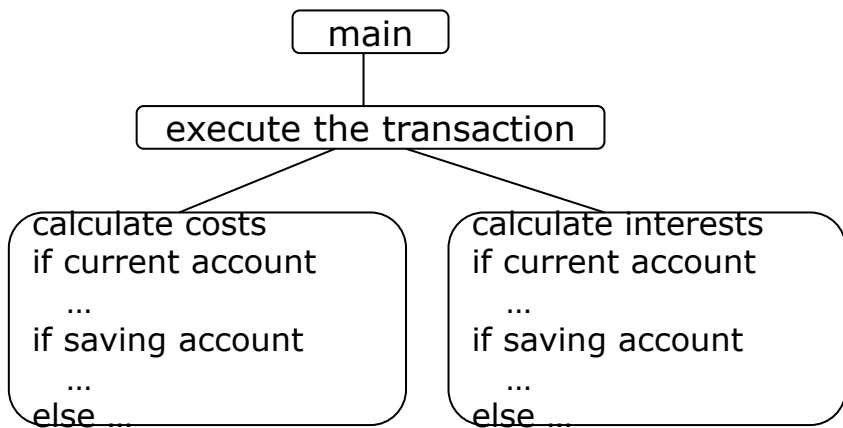 main
execute the transaction
calculate costs
if current account
...
if saving account
...
else ...
calculate interests
if current account
...
if saving account
...
else ...